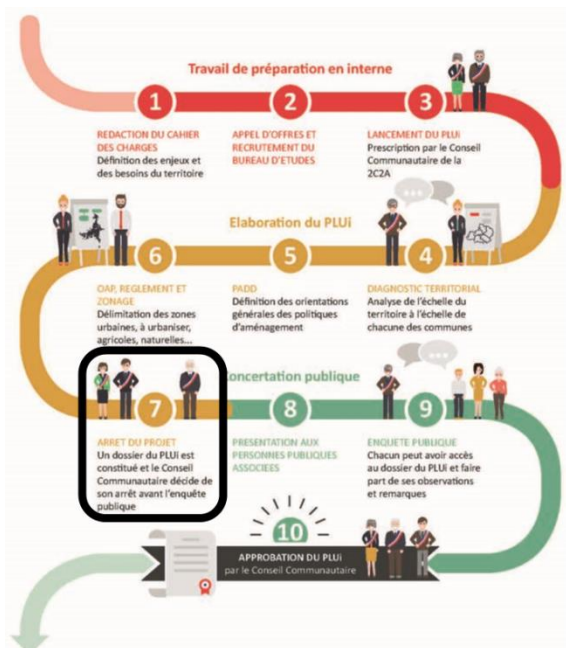 Travail de préparation en interne
1
2
3
REDACTION DU CAHIER
DES CHARGES
Définition des enjeux et
des besoins du territoire
APPEL D'OFFRES ET
RECRUTEMENT DU
BUREAU D'ETUDES
LANCEMENT DU PLUi
Prescription par le Conseil
Communautaire de la
2C2A
Elaboration du PLUi
6
5
4
OAP, REGLEMENT ET
ZONAGE
Délimitation des zones
urbaines, à urbaniser,
agricoles, naturelles...
PADD
Définition des orientations
générales des politiques
d'aménagement
DIAGNOSTIC TERRITORIAL
Analyse de l'échelle du
territoire à l'échelle de
chacune des communes
oncertation publique
7
8
9
ARRET DU PROJET
Un dossier du PLUi est
constitué et le Conseil
Communautaire décide de
son arrêt avant l'enquête
publique
PRESENTATION AUX
PERSONNES PUBLIQUES
ASSOCIEES
ENQUETE PUBLIQUE
Chacun peut avoir accès
au dossier du PLUi et faire
part de ses observations
et remarques
10
APPROBATION DU PLUi
par le Conseil Communautaire